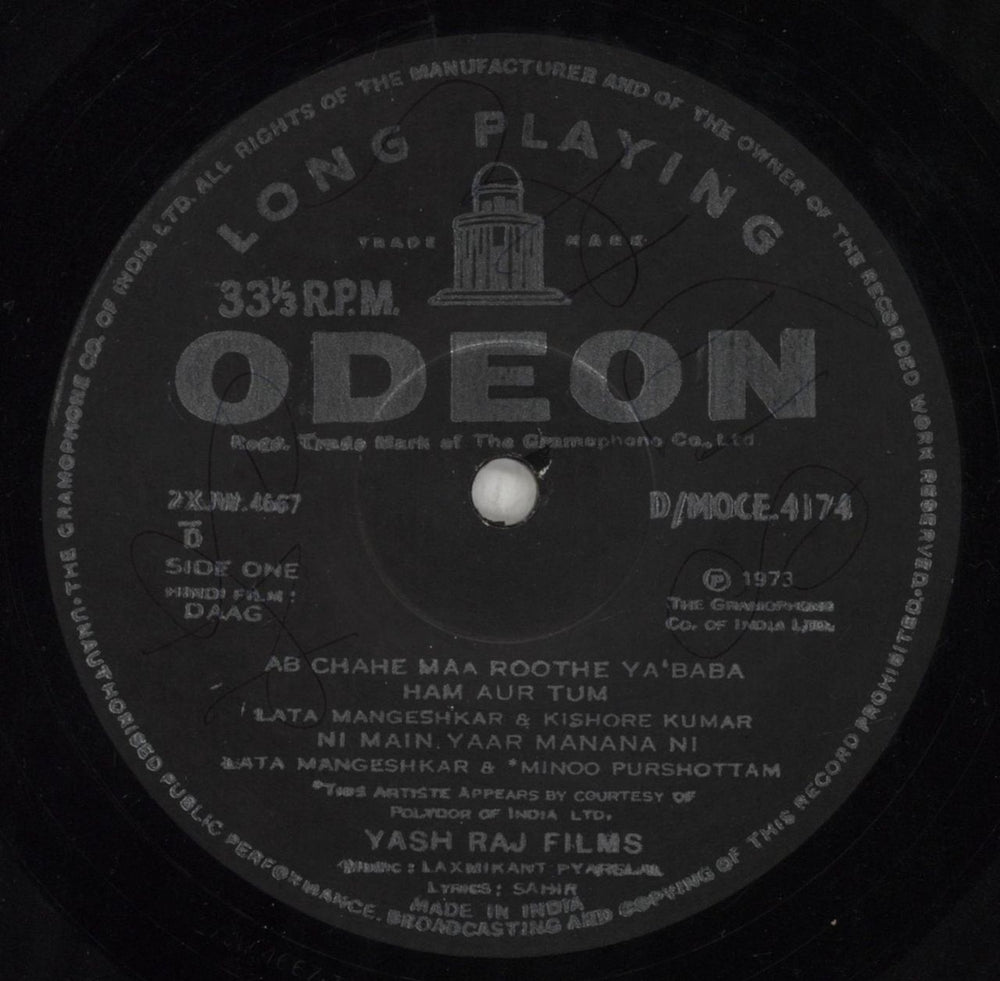 THE GRAMOPHONE CO. OF INDIA LTD. ALL RIGHTS OF THE MANUFACTURER AND OF THE OWNER OF THE RECORDED WORK RESERVED. UNAUTHORISED PUBLIC PERFORMANCE, BROADCASTING AND COPYING OF THIS RECORD PROHIBITED.
LONG PLAYING
TRADE MARK
33⅓ R.P.M.
ODEON
Regd. Trade Mark of The Gramophone Co., Ltd
2XJW.4667
D/MOCE.4174
D
SIDE ONE
HINDI FILM:
DAAG
Ⓟ 1973
THE GRAMOPHONE
CO. OF INDIA LTD.
AB CHAHE MAA ROOTHE YA'BABA
HAM AUR TUM
LATA MANGESHKAR & KISHORE KUMAR
NI MAIN. YAAR MANANA NI
LATA MANGESHKAR & *MINOO PURSHOTTAM
*THIS ARTISTE APPEARS BY COURTESY OF
POLYDOR OF INDIA LTD.
YASH RAJ FILMS
MUSIC: LAXMIKANT PYARELAL
LYRICS: SAHIR
MADE IN INDIA